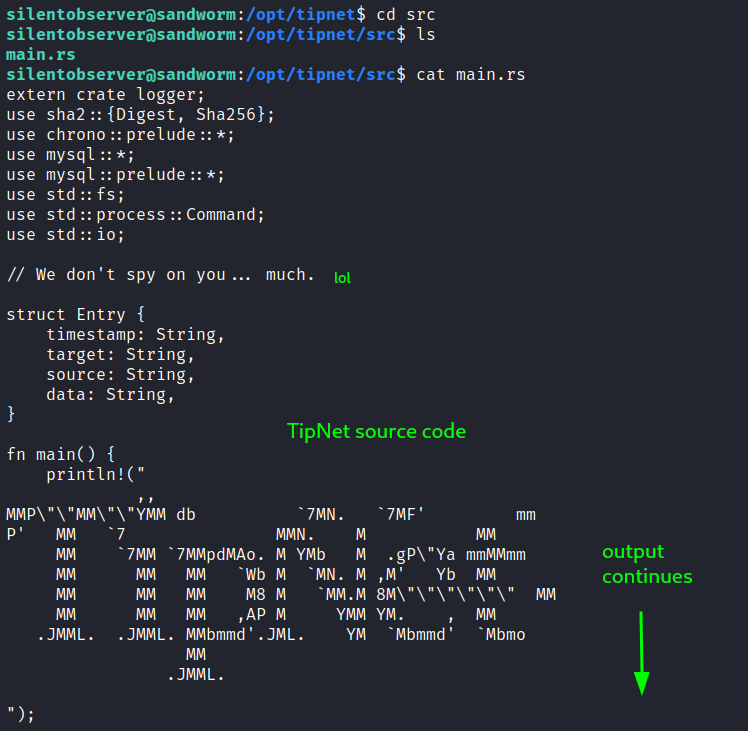 silentobserver@sandworm:/opt/tipnet$ cd src
silentobserver@sandworm:/opt/tipnet/src$ ls
main.rs
silentobserver@sandworm:/opt/tipnet/src$ cat main.rs
extern crate logger;
use sha2::{Digest, Sha256};
use chrono::prelude::*;
use mysql::*;
use mysql::prelude::*;
use std::fs;
use std::process::Command;
use std::io;

// We don't spy on you... much. lol

struct Entry {
    timestamp: String,
    target: String,
    source: String,
    data: String,
}
TipNet source code
fn main() {
    println!("
             ,,
MMP\"\"MM\"\"YMM db          `7MN.   `7MF'         mm
P'   MM   `7               MMN.    M           MM
     MM    `7MM `7MMpdMAo. M YMb   M  .gP\"Ya mmMMmm
     MM      MM   MM   `Wb M  `MN. M ,M'   Yb  MM
     MM      MM   MM    M8 M   `MM.M 8M\"\"\"\"\"\"  MM
     MM      MM   MM   ,AP M     YMM YM.    ,  MM
   .JMML.  .JMML. MMbmmd'.JML.    YM  `Mbmmd'  `Mbmo
                  MM
                .JMML.

");
output
continues